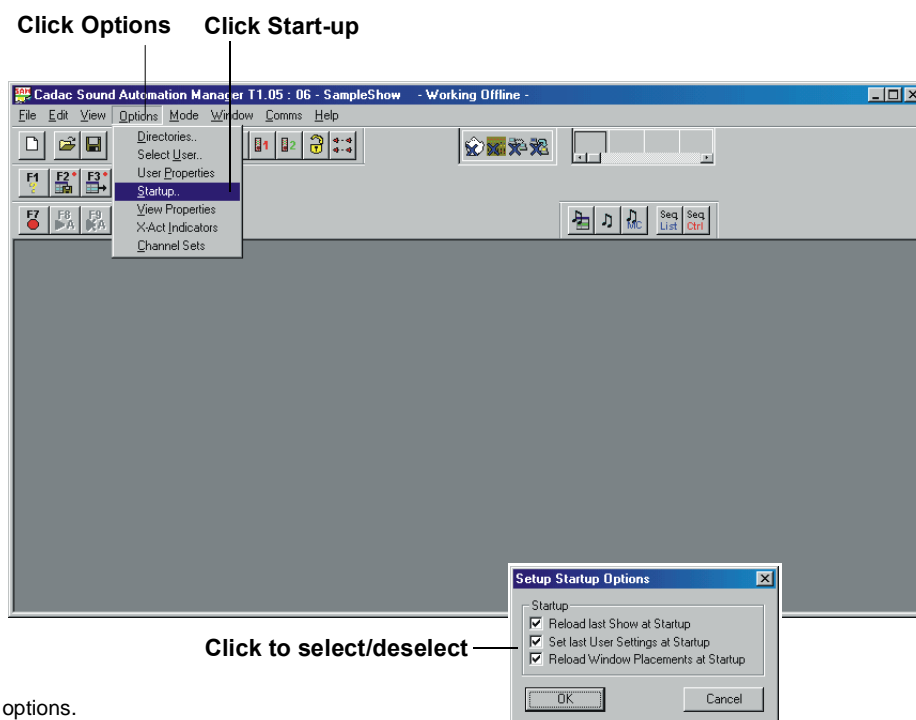 Click Options Click Start-up
Cadac Sound Automation Manager T1.05 : 06 - SampleShow - Working Offline -
File Edit View Options Mode Window Comms Help
Directories..
Select User..
User Properties
Startup..
View Properties
X-Act Indicators
Channel Sets
1 2
F1 F2 F3
F7 F8 A F9 A
MC Seq List Seq Ctrl
Setup Startup Options
Startup
Reload last Show at Startup
Set last User Settings at Startup
Reload Window Placements at Startup
Click to select/deselect
OK Cancel
options.